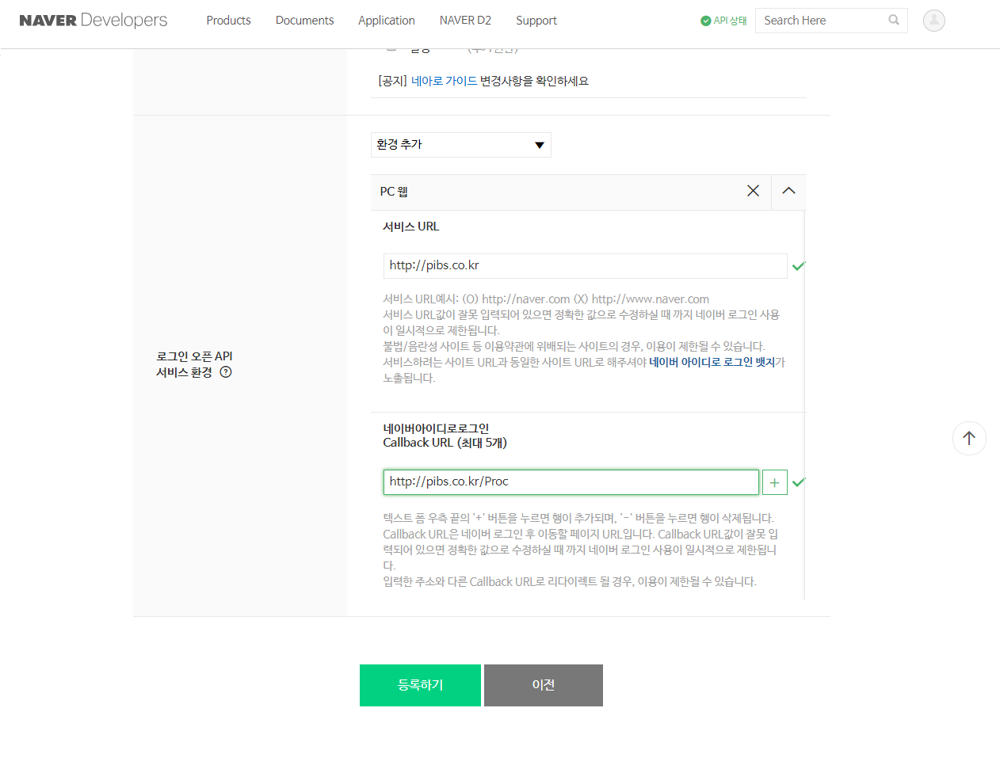 NAVER Developers
Products Documents Application NAVER D2 Support
API 상태
Search Here
[공지] 네아로 가이드 변경사항을 확인하세요
환경 추가
PC 웹
서비스 URL
http://pibs.co.kr
서비스 URL예시: (O) http://naver.com (X) http://www.naver.com
서비스 URL값이 잘못 입력되어 있으면 정확한 값으로 수정하실 때 까지 네이버 로그인 사용
이 일시적으로 제한됩니다.
불법/음란성 사이트 등 이용약관에 위배되는 사이트의 경우, 이용이 제한될 수 있습니다.
서비스하려는 사이트 URL과 동일한 사이트 URL로 해주셔야 네이버 아이디로 로그인 뱃지가
노출됩니다.
로그인 오픈 API
서비스 환경 ?
네이버아이디로로그인
Callback URL (최대 5개)
http://pibs.co.kr/Proc
+
텍스트 폼 우측 끝의 '+' 버튼을 누르면 행이 추가되며, '-' 버튼을 누르면 행이 삭제됩니다.
Callback URL은 네이버 로그인 후 이동할 페이지 URL입니다. Callback URL값이 잘못 입
력되어 있으면 정확한 값으로 수정하실 때 까지 네이버 로그인 사용이 일시적으로 제한됩니
다.
입력한 주소와 다른 Callback URL로 리다이렉트 될 경우, 이용이 제한될 수 있습니다.
등록하기
이전